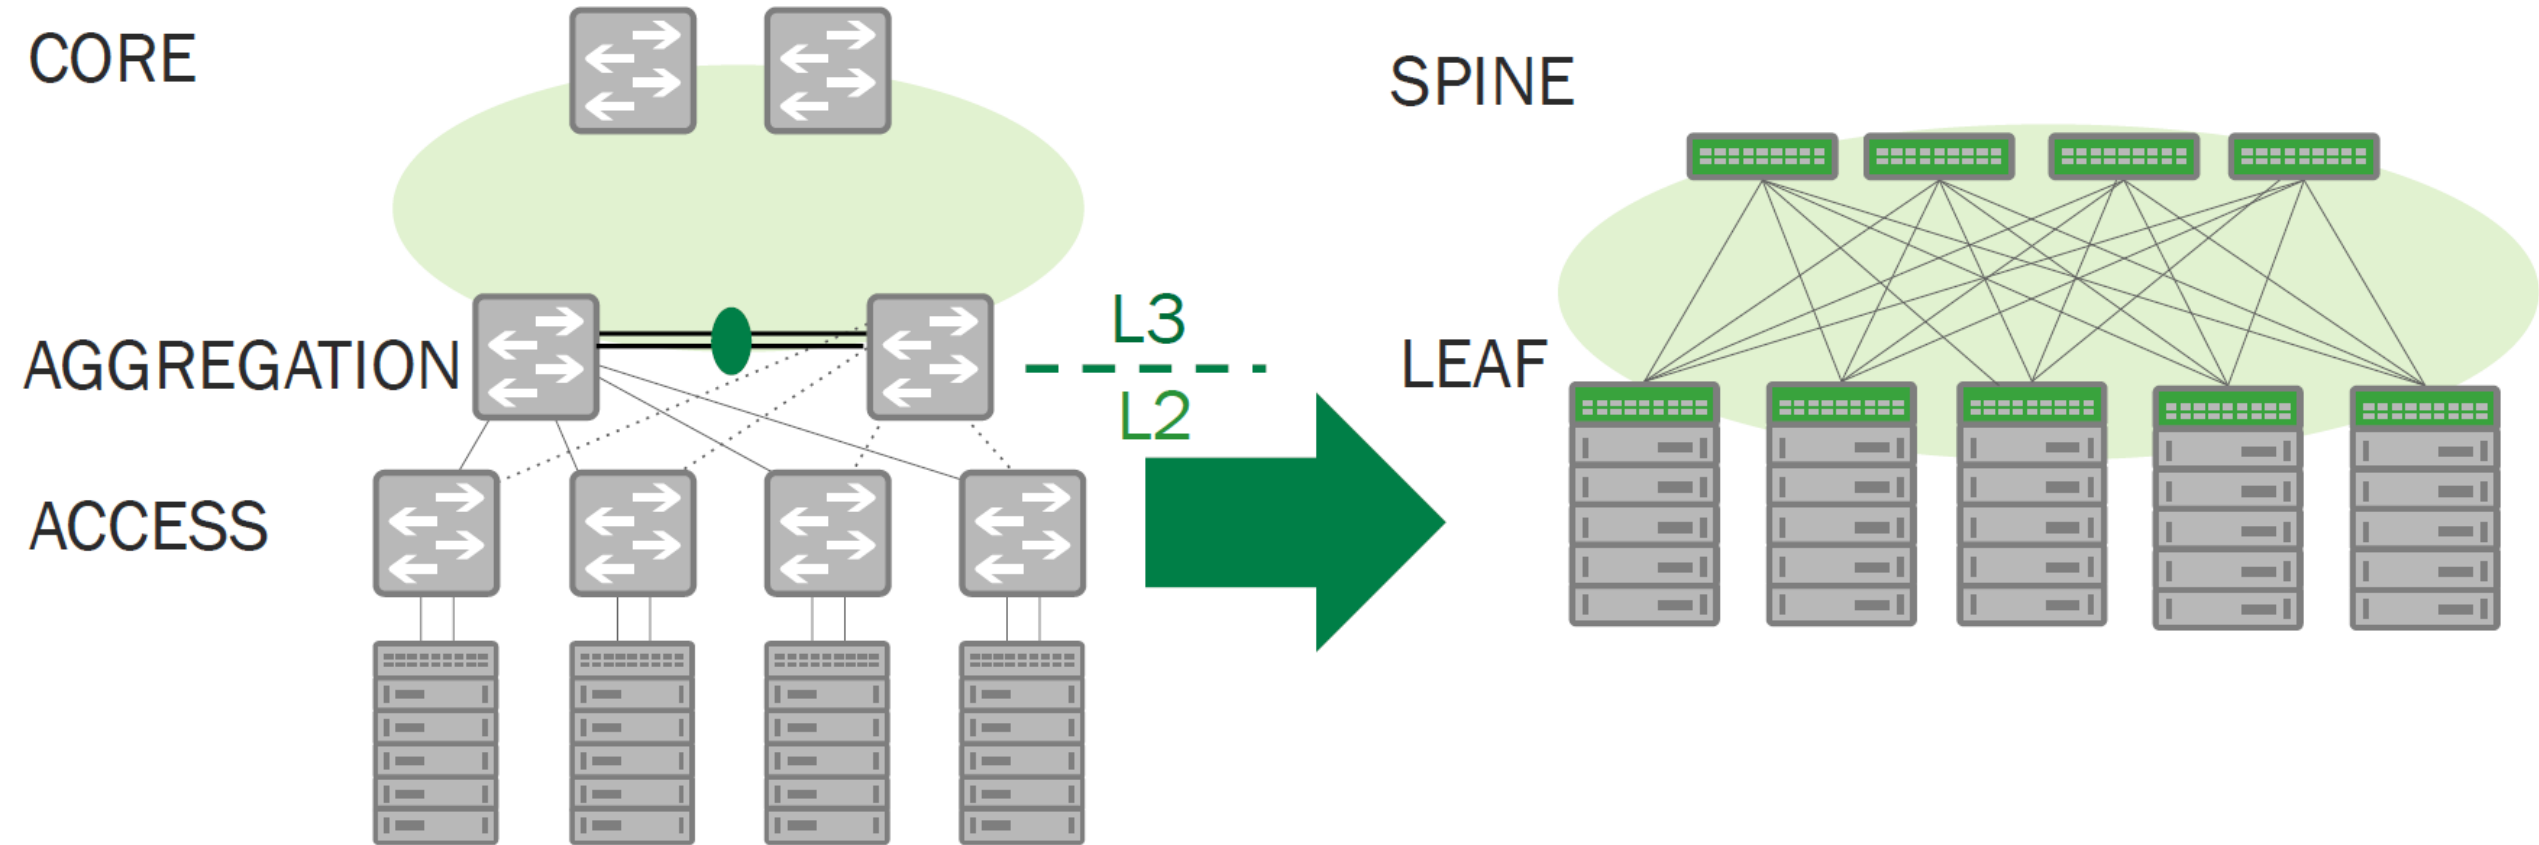 CORE
AGGREGATION
ACCESS
L3
L2
SPINE
LEAF